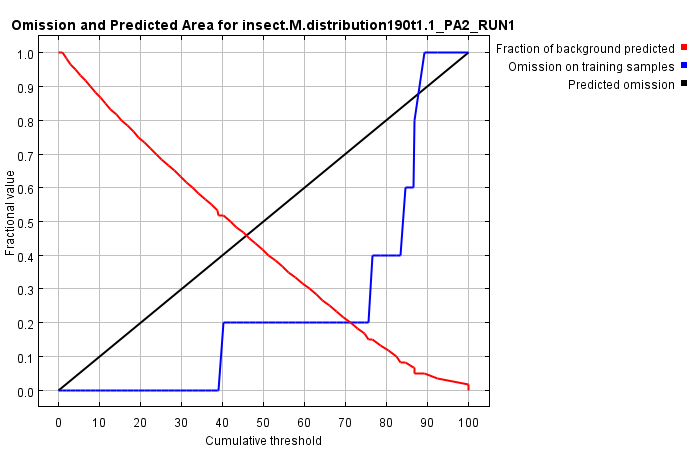 Omission and Predicted Area for insect.M.distribution190t1.1_PA2_RUN1
Fraction of background predicted
Omission on training samples
Predicted omission
Fractional value
1.0
0.9
0.8
0.7
0.6
0.5
0.4
0.3
0.2
0.1
0.0
0 10 20 30 40 50 60 70 80 90 100
Cumulative threshold